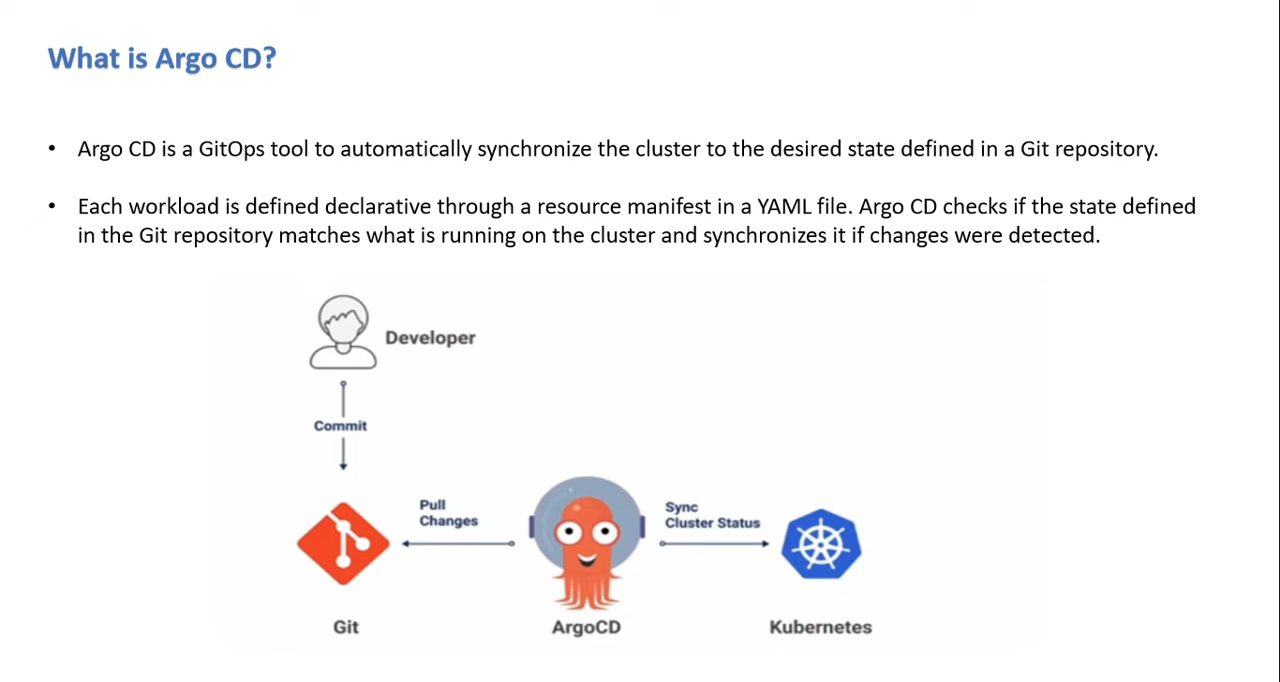 What is Argo CD?
• Argo CD is a GitOps tool to automatically synchronize the cluster to the desired state defined in a Git repository.
• Each workload is defined declarative through a resource manifest in a YAML file. Argo CD checks if the state defined
in the Git repository matches what is running on the cluster and synchronizes it if changes were detected.
Developer
Commit
Pull
Changes
Sync
Cluster Status
Git
ArgoCD
Kubernetes